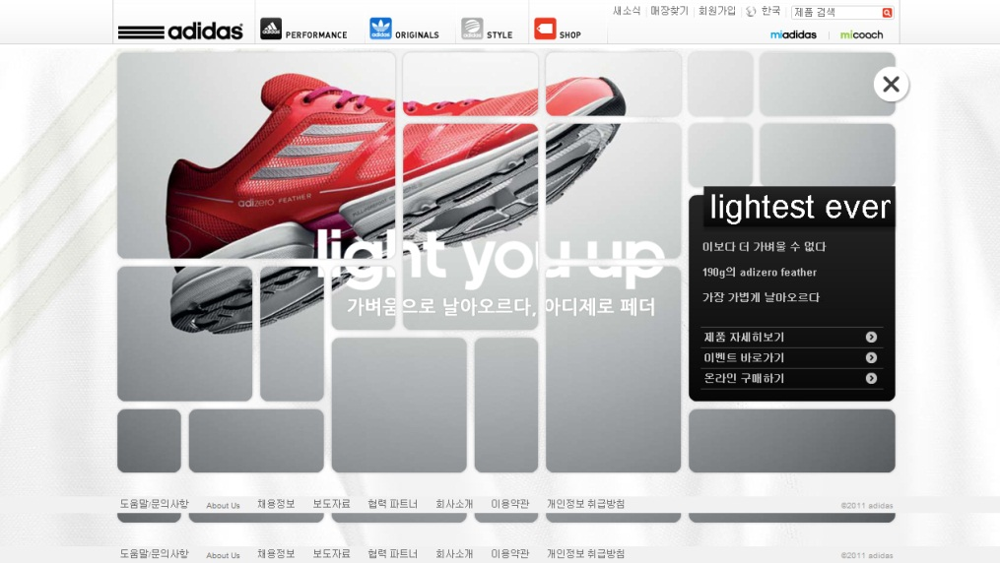 새소식 매장찾기 회원가입 한국 제품 검색
adidas PERFORMANCE adidas ORIGINALS STYLE SHOP
miadidas micoach
adizero FEATHER
lightest ever
이보다 더 가벼울 수 없다
light you up
190g의 adizero feather
가볍게 날아오르다, 아디제로 페더
가장 가볍게 날아오르다
제품 자세히보기
이벤트 바로가기
온라인 구매하기
도움말/문의사항 About Us 채용정보 보도자료 협력 파트너 회사소개 이용약관 개인정보 취급방침 ©2011 adidas
도움말/문의사항 About Us 채용정보 보도자료 협력 파트너 회사소개 이용약관 개인정보 취급방침 ©2011 adidas